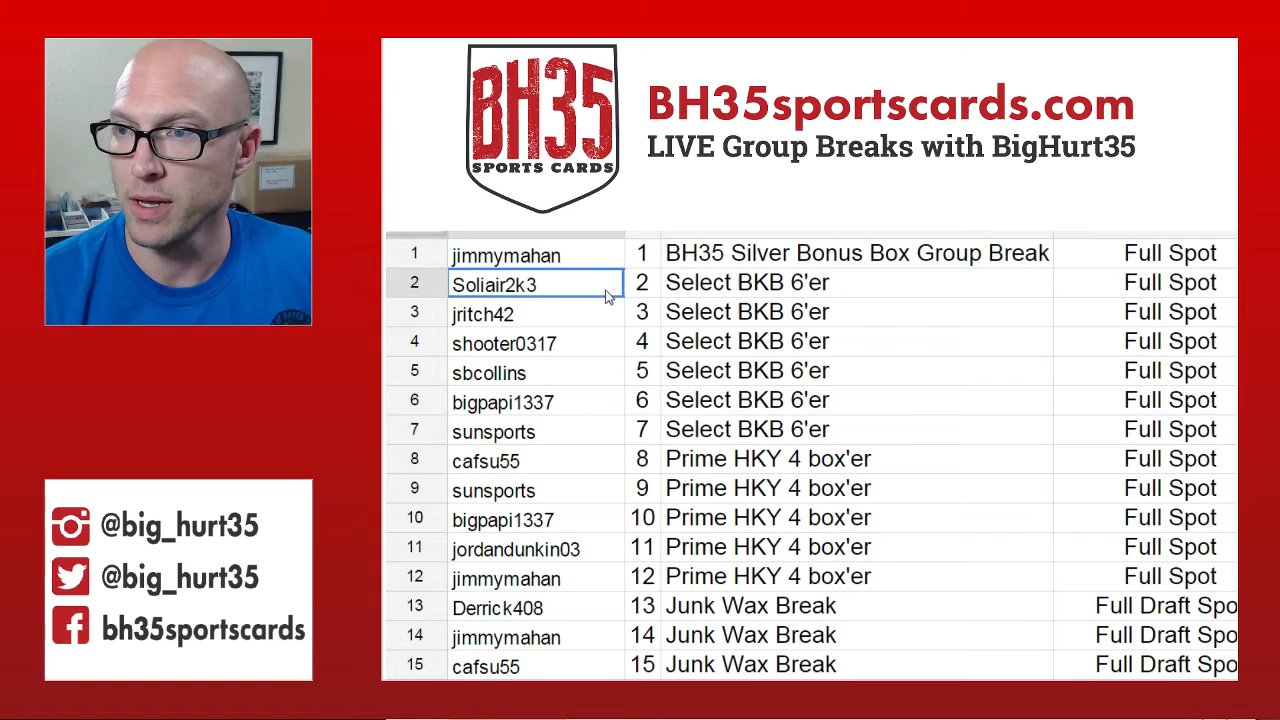 BH35
SPORTS CARDS
BH35sportscards.com
LIVE Group Breaks with BigHurt35
1 jimmymahan 1 BH35 Silver Bonus Box Group Break Full Spot
2 Soliair2k3 2 Select BKB 6'er Full Spot
3 jritch42 3 Select BKB 6'er Full Spot
4 shooter0317 4 Select BKB 6'er Full Spot
5 sbcollins 5 Select BKB 6'er Full Spot
6 bigpapi1337 6 Select BKB 6'er Full Spot
7 sunsports 7 Select BKB 6'er Full Spot
8 cafsu55 8 Prime HKY 4 box'er Full Spot
9 sunsports 9 Prime HKY 4 box'er Full Spot
10 bigpapi1337 10 Prime HKY 4 box'er Full Spot
11 jordandunkin03 11 Prime HKY 4 box'er Full Spot
12 jimmymahan 12 Prime HKY 4 box'er Full Spot
13 Derrick408 13 Junk Wax Break Full Draft Spo
14 jimmymahan 14 Junk Wax Break Full Draft Spo
15 cafsu55 15 Junk Wax Break Full Draft Spo
@big_hurt35
@big_hurt35
bh35sportscards